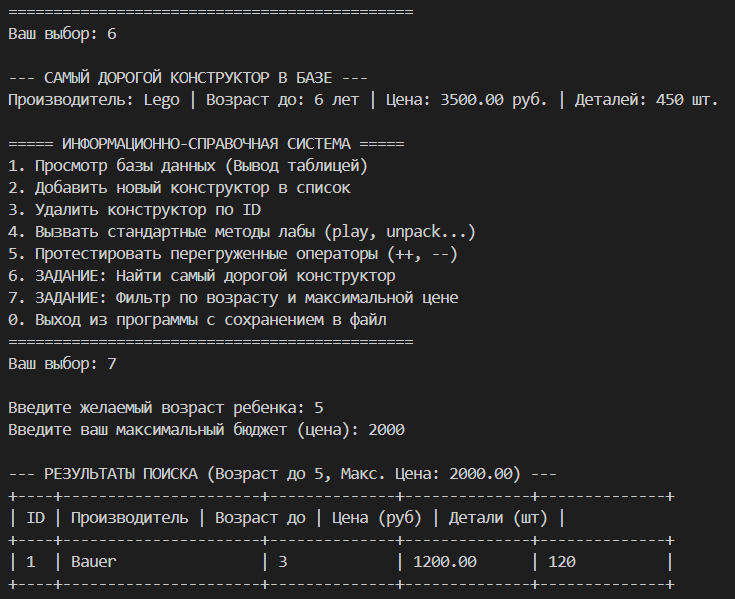 =============================================
Ваш выбор: 6
--- САМЫЙ ДОРОГОЙ КОНСТРУКТОР В БАЗЕ ---
Производитель: Lego | Возраст до: 6 лет | Цена: 3500.00 руб. | Деталей: 450 шт.
===== ИНФОРМАЦИОННО-СПРАВОЧНАЯ СИСТЕМА =====
1. Просмотр базы данных (Вывод таблицей)
2. Добавить новый конструктор в список
3. Удалить конструктор по ID
4. Вызвать стандартные методы лабы (play, unpack...)
5. Протестировать перегруженные операторы (++, --)
6. ЗАДАНИЕ: Найти самый дорогой конструктор
7. ЗАДАНИЕ: Фильтр по возрасту и максимальной цене
0. Выход из программы с сохранением в файл
=============================================
Ваш выбор: 7
Введите желаемый возраст ребенка: 5
Введите ваш максимальный бюджет (цена): 2000
--- РЕЗУЛЬТАТЫ ПОИСКА (Возраст до 5, Макс. Цена: 2000.00) ---
+----+----------------------+--------------+--------------+--------------+
| ID | Производитель | Возраст до | Цена (руб) | Детали (шт) |
+----+----------------------+--------------+--------------+--------------+
| 1  | Bauer                | 3            | 1200.00      | 120          |
+----+----------------------+--------------+--------------+--------------+